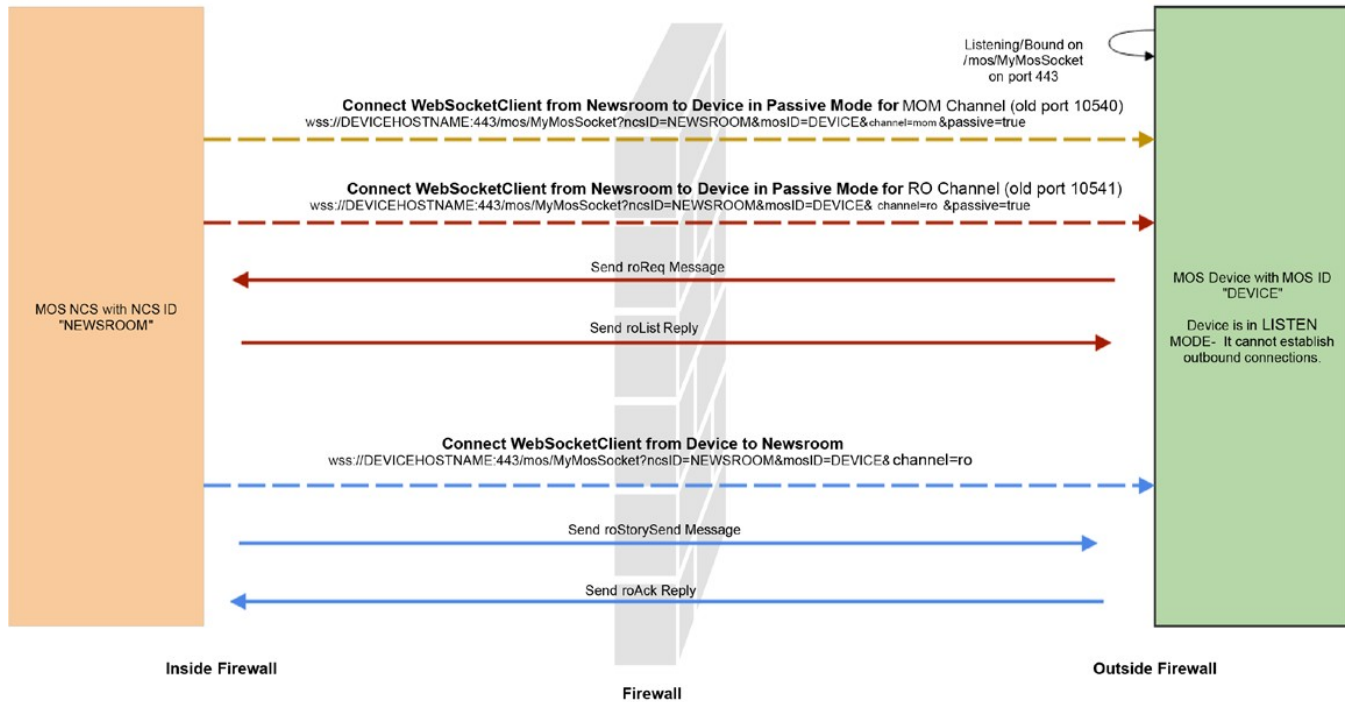 Listening/Bound on
/mos/MyMosSocket
on port 443
Connect WebSocketClient from Newsroom to Device in Passive Mode for MOM Channel (old port 10540)
wss://DEVICEHOSTNAME:443/mos/MyMosSocket?ncsID=NEWSROOM&mosID=DEVICE&channel=mom &passive=true
Connect WebSocketClient from Newsroom to Device in Passive Mode for RO Channel (old port 10541)
wss://DEVICEHOSTNAME:443/mos/MyMosSocket?ncsID=NEWSROOM&mosID=DEVICE& channel=ro &passive=true
Send roReq Message
MOS NCS with NCS ID
"NEWSROOM"
MOS Device with MOS ID
"DEVICE"
Device is in LISTEN
MODE- It cannot establish
outbound connections.
Send roList Reply
Connect WebSocketClient from Device to Newsroom
wss://DEVICEHOSTNAME:443/mos/MyMosSocket?ncsID=NEWSROOM&mosID=DEVICE& channel=ro
Send roStorySend Message
Send roAck Reply
Inside Firewall
Firewall
Outside Firewall